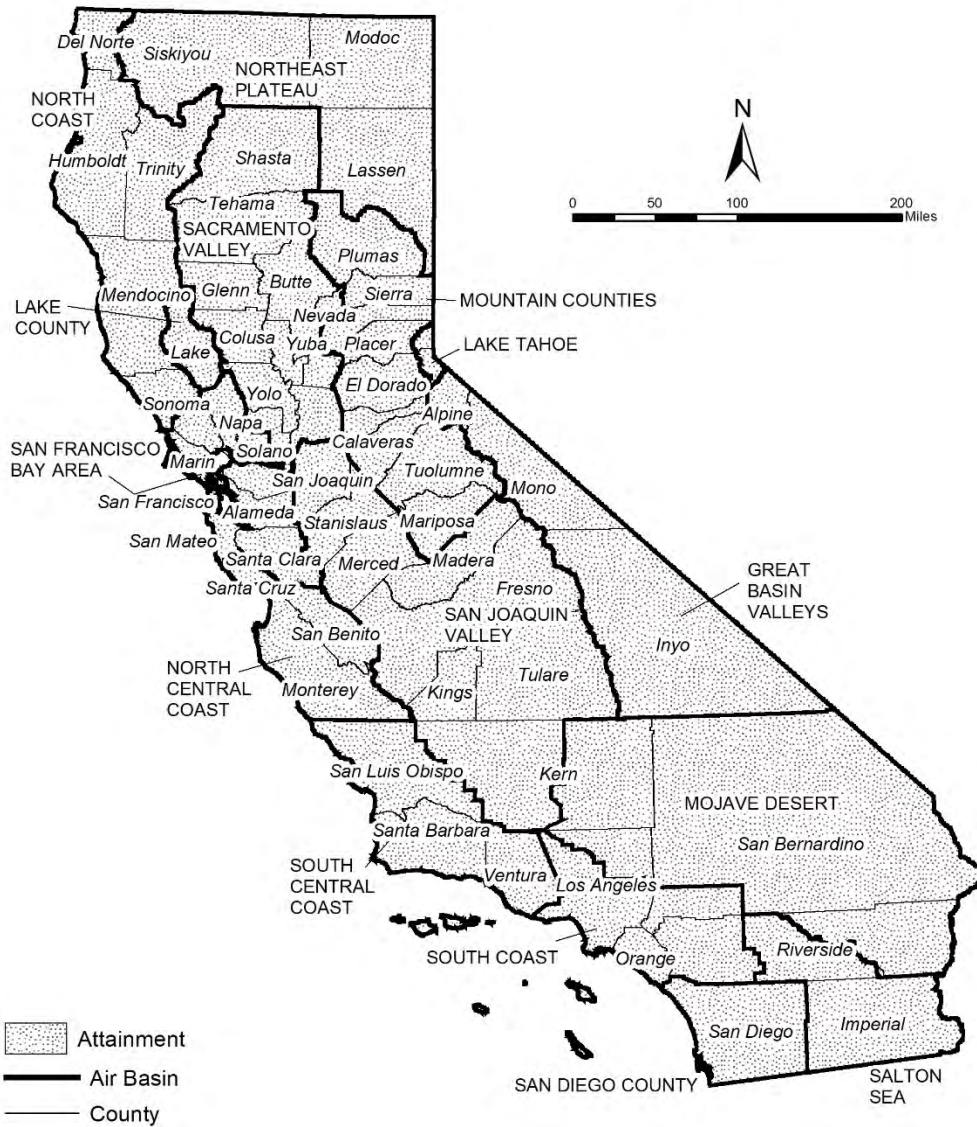 Del Norte
Siskiyou
Modoc
NORTHEAST
PLATEAU
NORTH
COAST
N
Humboldt
Trinity
Shasta
Lassen
0 50 100 200
Miles
Tehama
SACRAMENTO
VALLEY
Plumas
Mendocino
Glenn
Butte
Sierra
MOUNTAIN COUNTIES
LAKE
COUNTY
Nevada
Colusa
Yuba
Placer
LAKE TAHOE
Lake
El Dorado
Sonoma
Yolo
Alpine
Napa
SAN FRANCISCO
BAY AREA
Marin
Solano
Calaveras
Tuolumne
San Joaquin
Mono
San Francisco
Alameda
Stanislaus
Mariposa
San Mateo
Santa Clara
Merced
Madera
GREAT
BASIN
VALLEYS
Santa Cruz
Fresno
SAN JOAQUIN
VALLEY
San Benito
Inyo
NORTH
CENTRAL
COAST
Monterey
Kings
Tulare
San Luis Obispo
Kern
MOJAVE DESERT
Santa Barbara
San Bernardino
SOUTH
CENTRAL
COAST
Ventura
Los Angeles
SOUTH COAST
Orange
Riverside
San Diego
Imperial
SAN DIEGO COUNTY
SALTON
SEA
Attainment
Air Basin
County